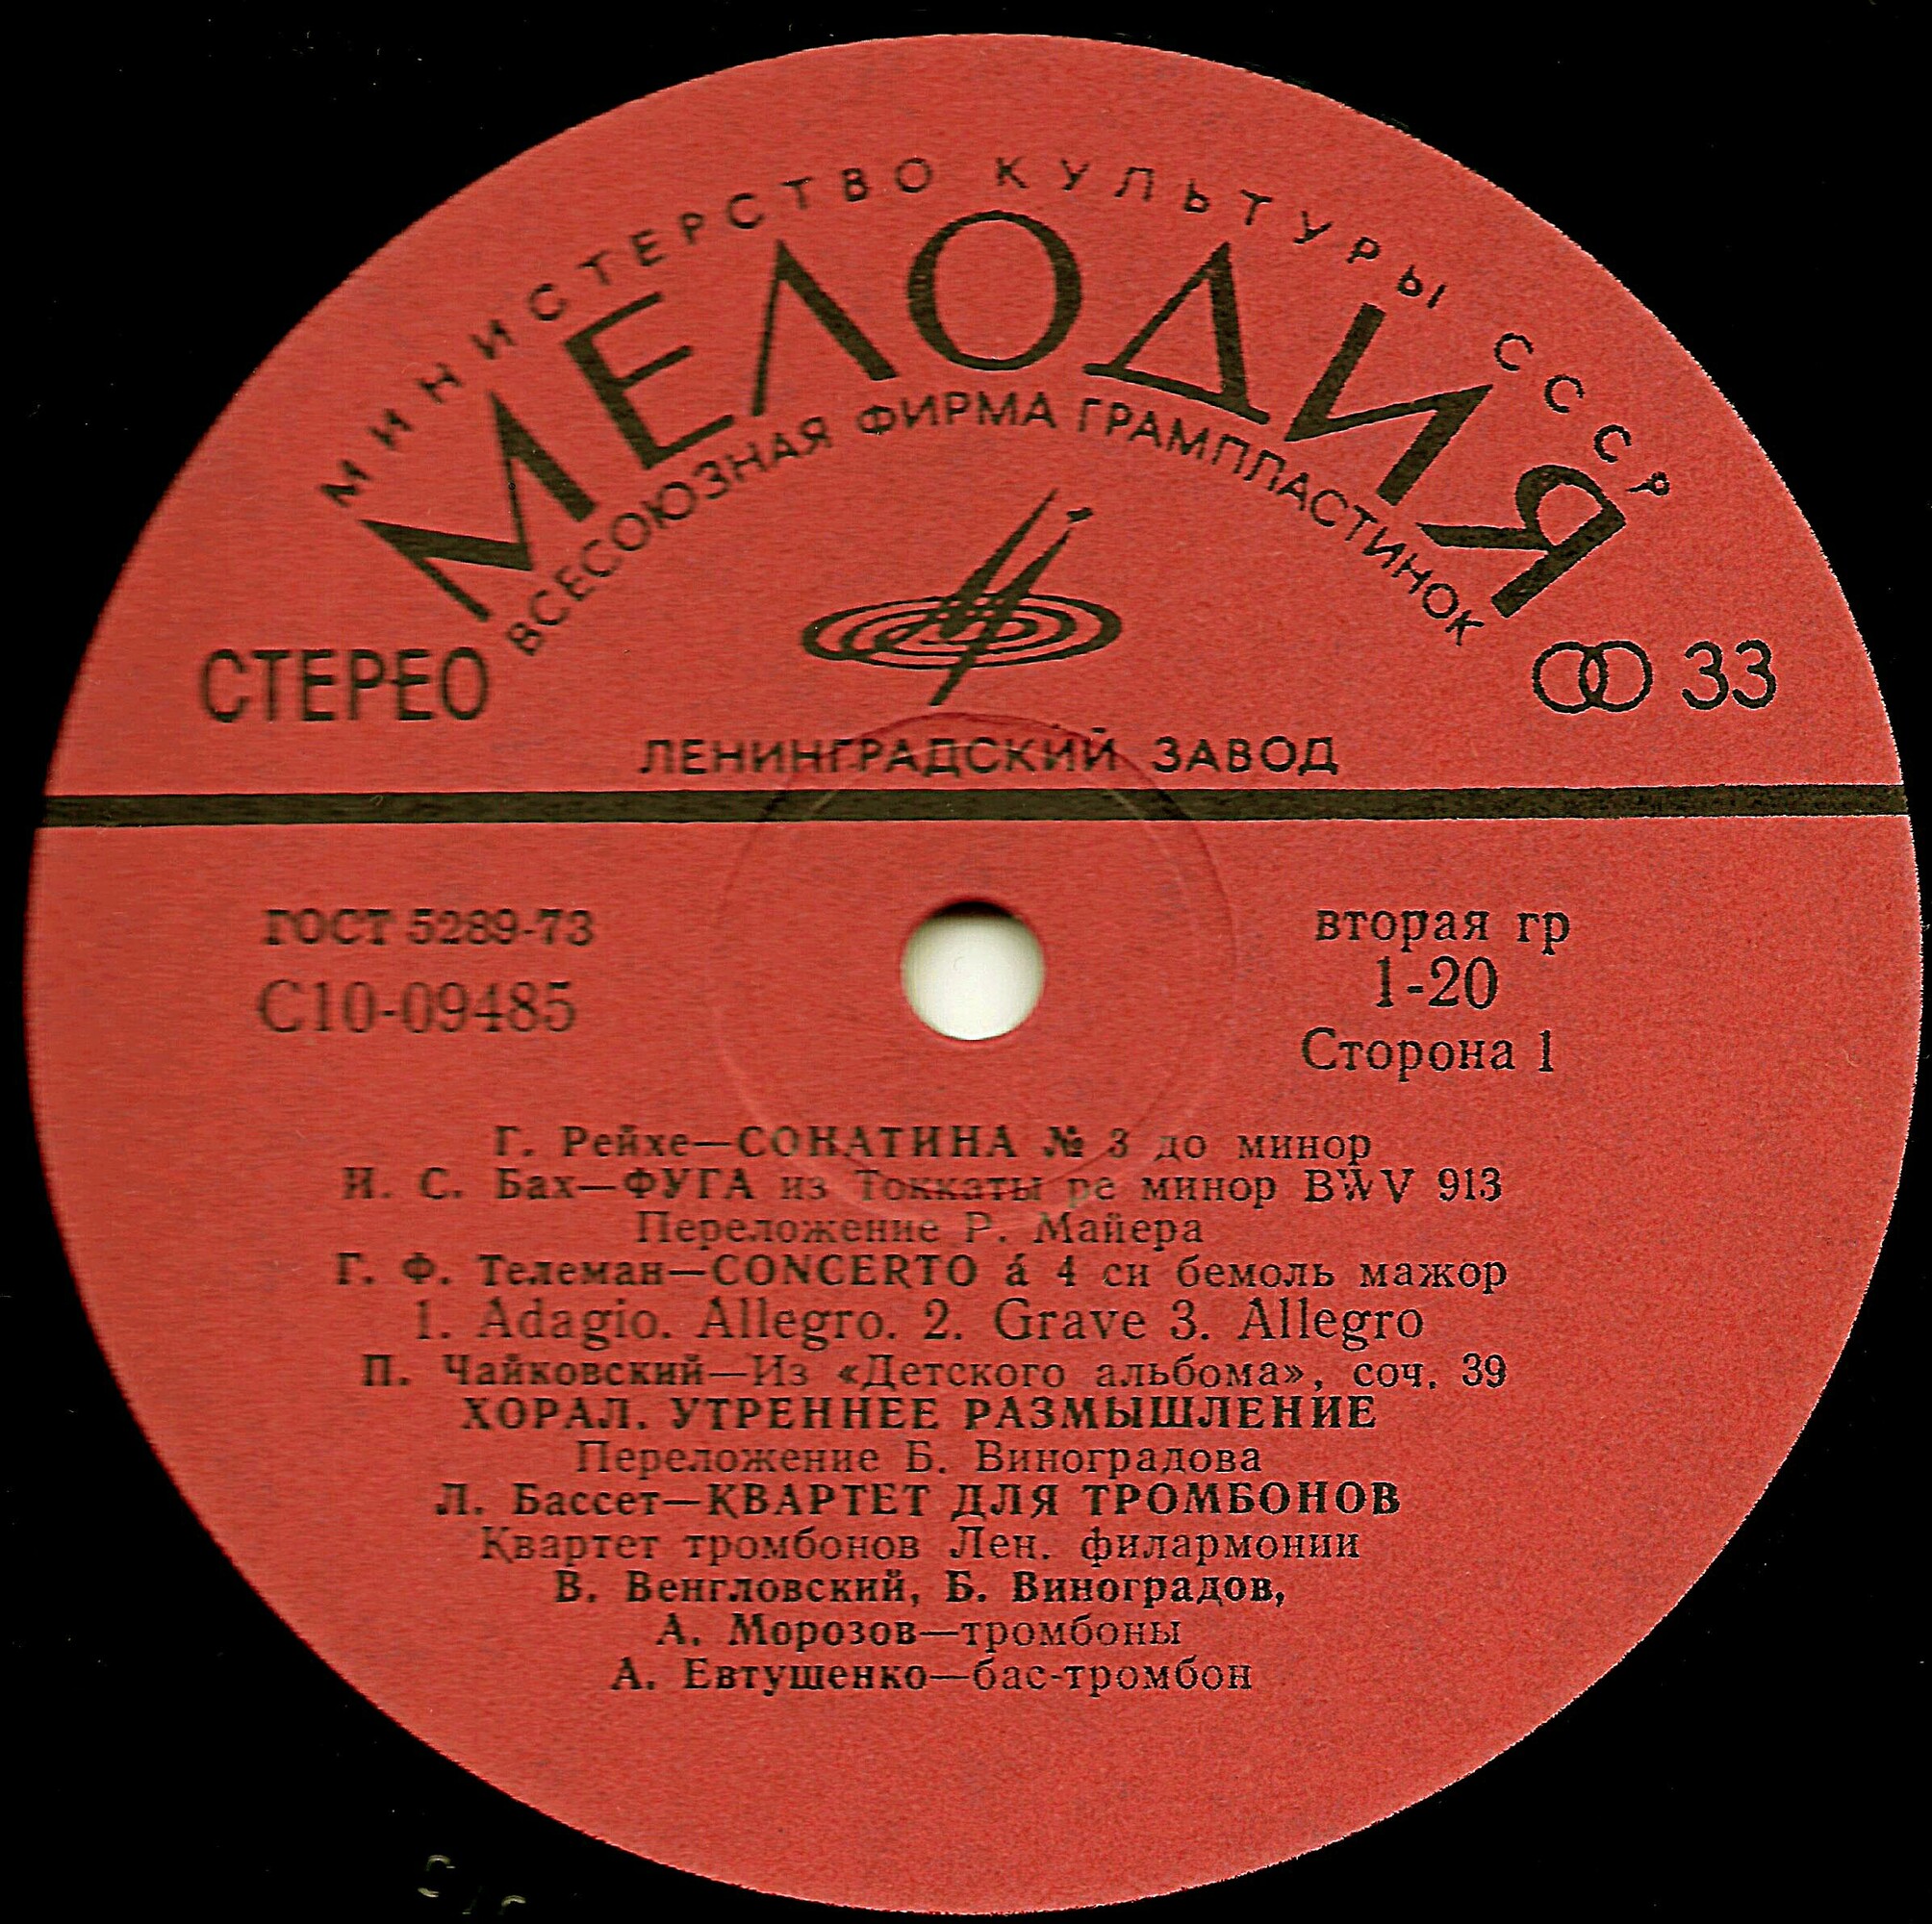 МИНИСТЕРСТВО КУЛЬТУРЫ СССР
МЕЛОДИЯ
ВСЕСОЮЗНАЯ ФИРМА ГРАМПЛАСТИНОК
СТЕРЕО
33
ЛЕНИНГРАДСКИЙ ЗАВОД
ГОСТ 5289-73
С10-09485
вторая гр
1-20
Сторона 1
Г. Рейхе—СОНАТИНА № 3 до минор
И. С. Бах—ФУГА из Токкаты ре минор BWV 913
Переложение Р. Майера
Г. Ф. Телеман—CONCERTO á 4 си бемоль мажор
1. Adagio. Allegro. 2. Grave 3. Allegro
П. Чайковский—Из «Детского альбома», соч. 39
ХОРАЛ. УТРЕННЕЕ РАЗМЫШЛЕНИЕ
Переложение Б. Виноградова
Л. Бассет—КВАРТЕТ ДЛЯ ТРОМБОНОВ
Квартет тромбонов Лен. филармонии
В. Венгловский, Б. Виноградов,
А. Морозов—тромбоны
А. Евтушенко—бас-тромбон